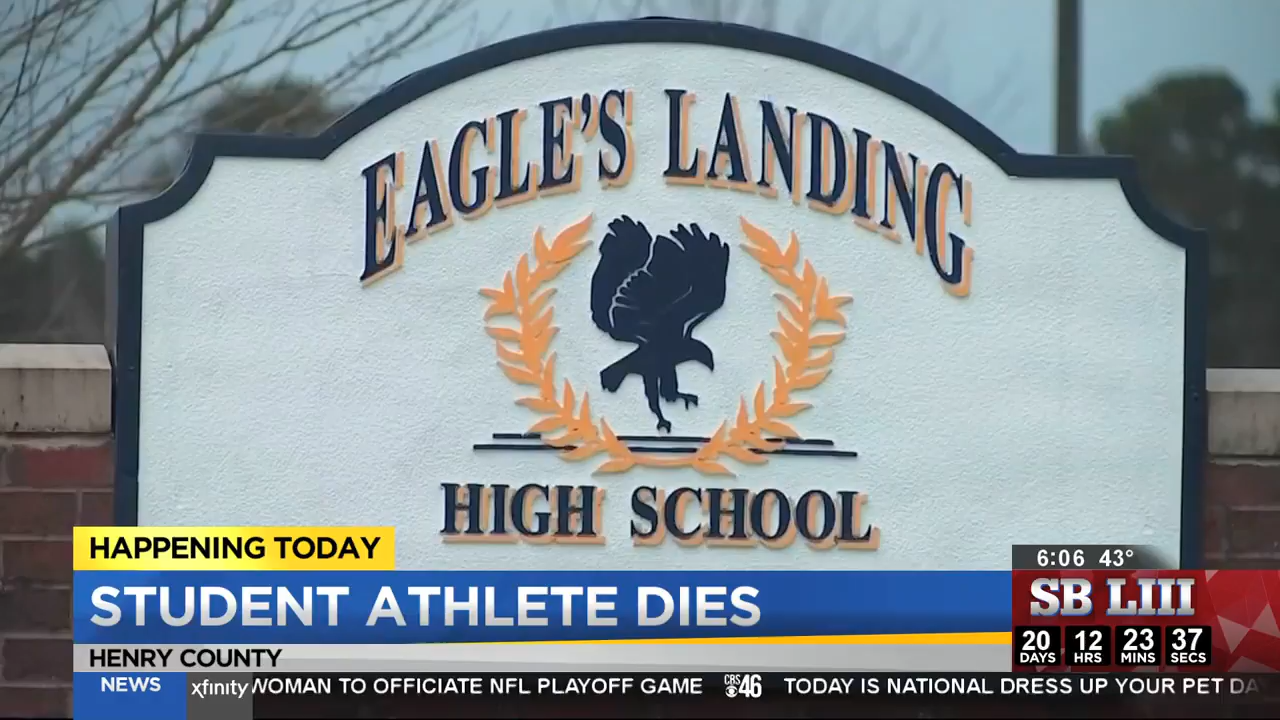 EAGLE'S LANDING
HIGH SCHOOL
HAPPENING TODAY
STUDENT ATHLETE DIES
HENRY COUNTY
6:06 43°
SB LIII
20 12 23 37
DAYS HRS MINS SECS
NEWS xfinity WOMAN TO OFFICIATE NFL PLAYOFF GAME CBS 46 TODAY IS NATIONAL DRESS UP YOUR PET DA